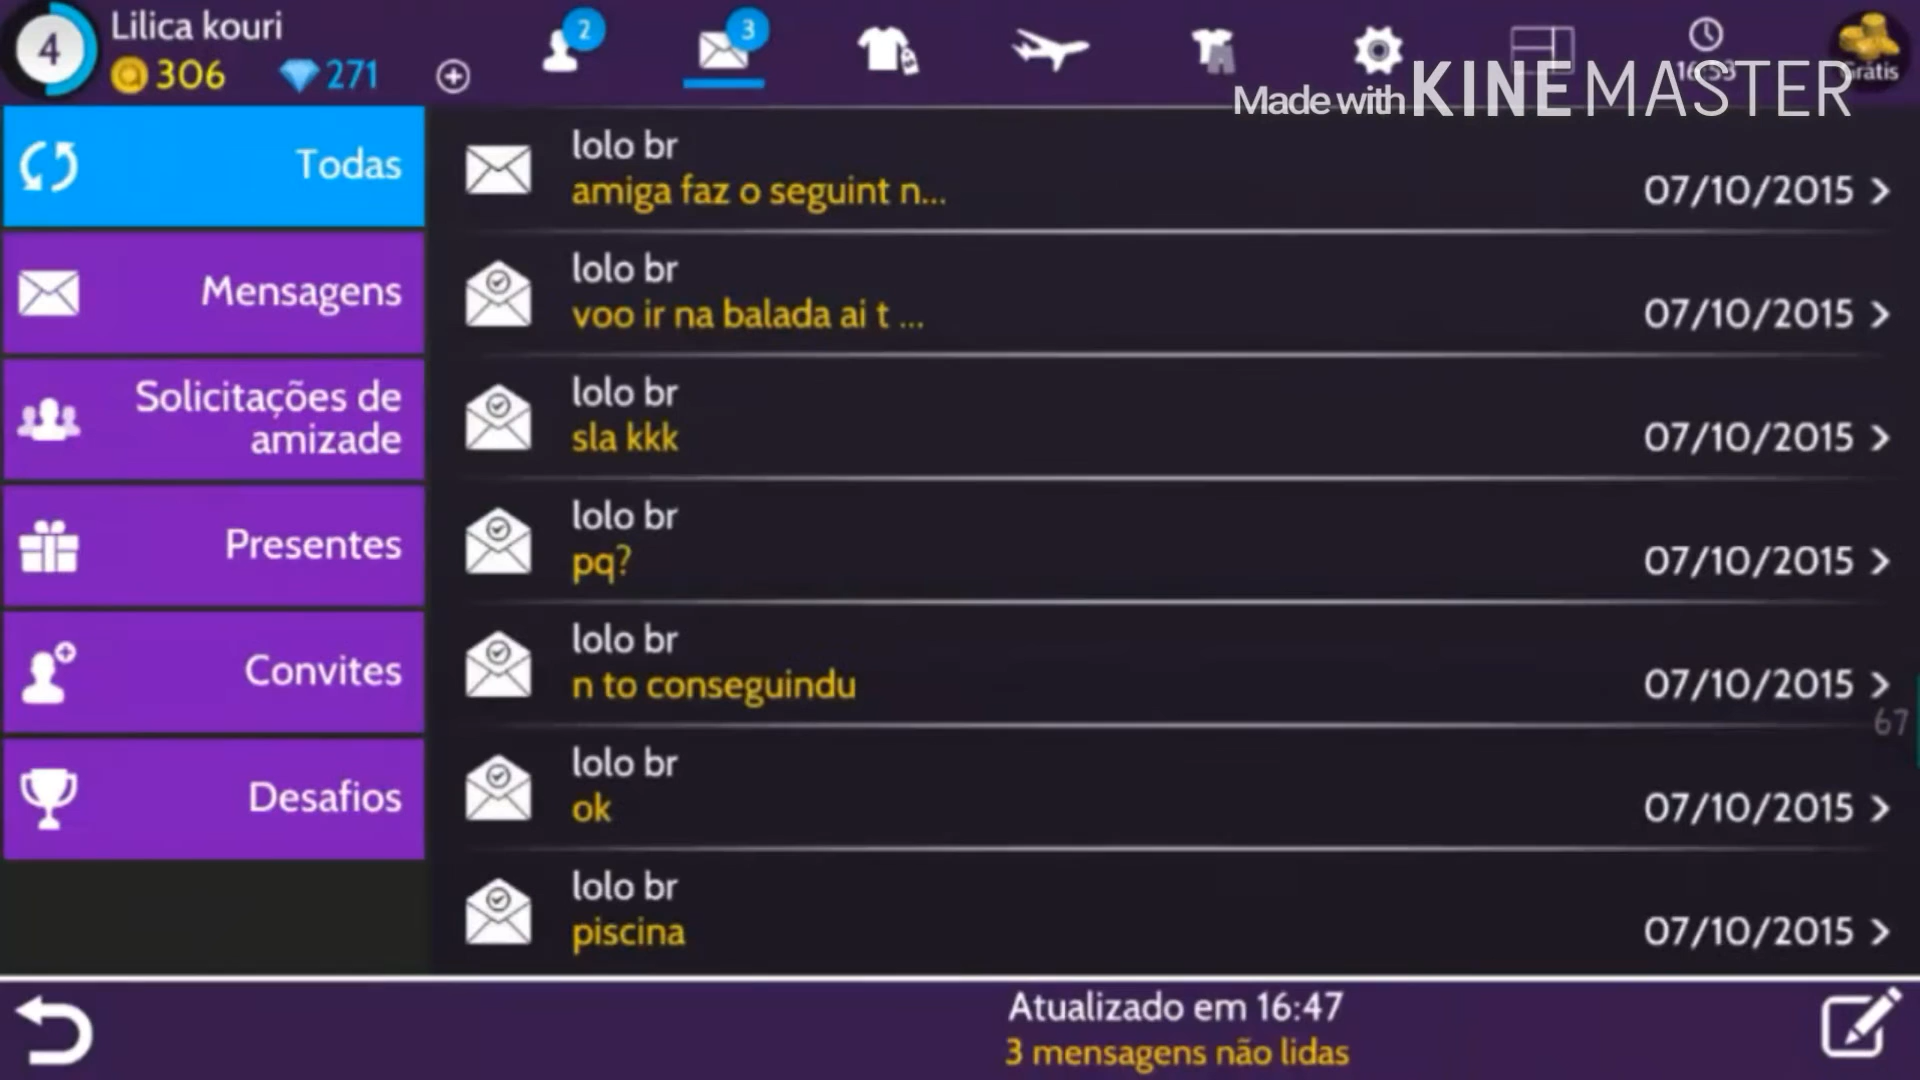 4
Lilica kouri
306
271
2
3
16:53
Grátis
Made with KINEMASTER
Todas
Mensagens
Solicitações de
amizade
Presentes
Convites
Desafios
lolo br
amiga faz o seguint n...
07/10/2015
lolo br
voo ir na balada ai t ...
07/10/2015
lolo br
sla kkk
07/10/2015
lolo br
pq?
07/10/2015
lolo br
n to conseguindu
07/10/2015
67
lolo br
ok
07/10/2015
lolo br
piscina
07/10/2015
Atualizado em 16:47
3 mensagens não lidas